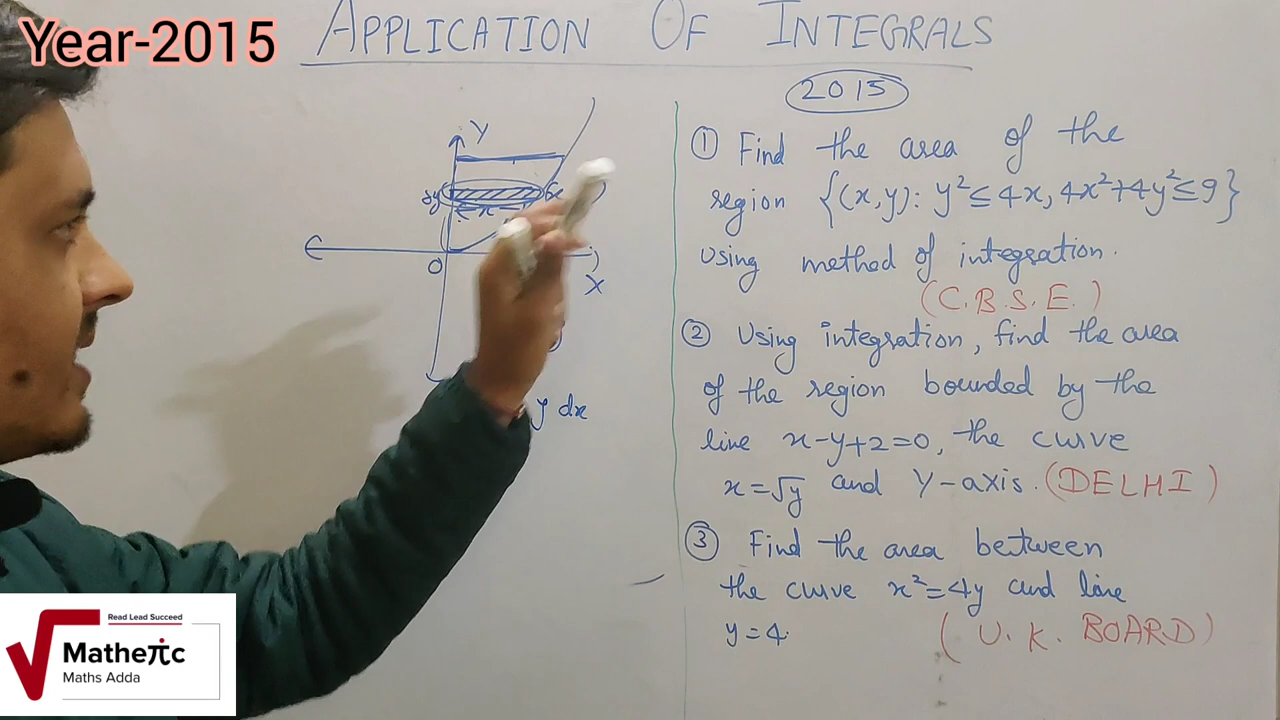 Year-2015
APPLICATION OF INTEGRALS
2015
Y
δy
x
O
X
y dx
① Find the area of the
region {(x,y): y²≤4x, 4x²+4y²≤9}
using method of integration.
(C.B.S.E.)
② Using integration, find the area
of the region bounded by the
line x-y+2=0, the curve
x=√y and Y-axis. (DELHI)
③ Find the area between
the curve x²=4y and line
y=4.
(U.K. BOARD)
Read Lead Succeed
Matheπc
Maths Adda